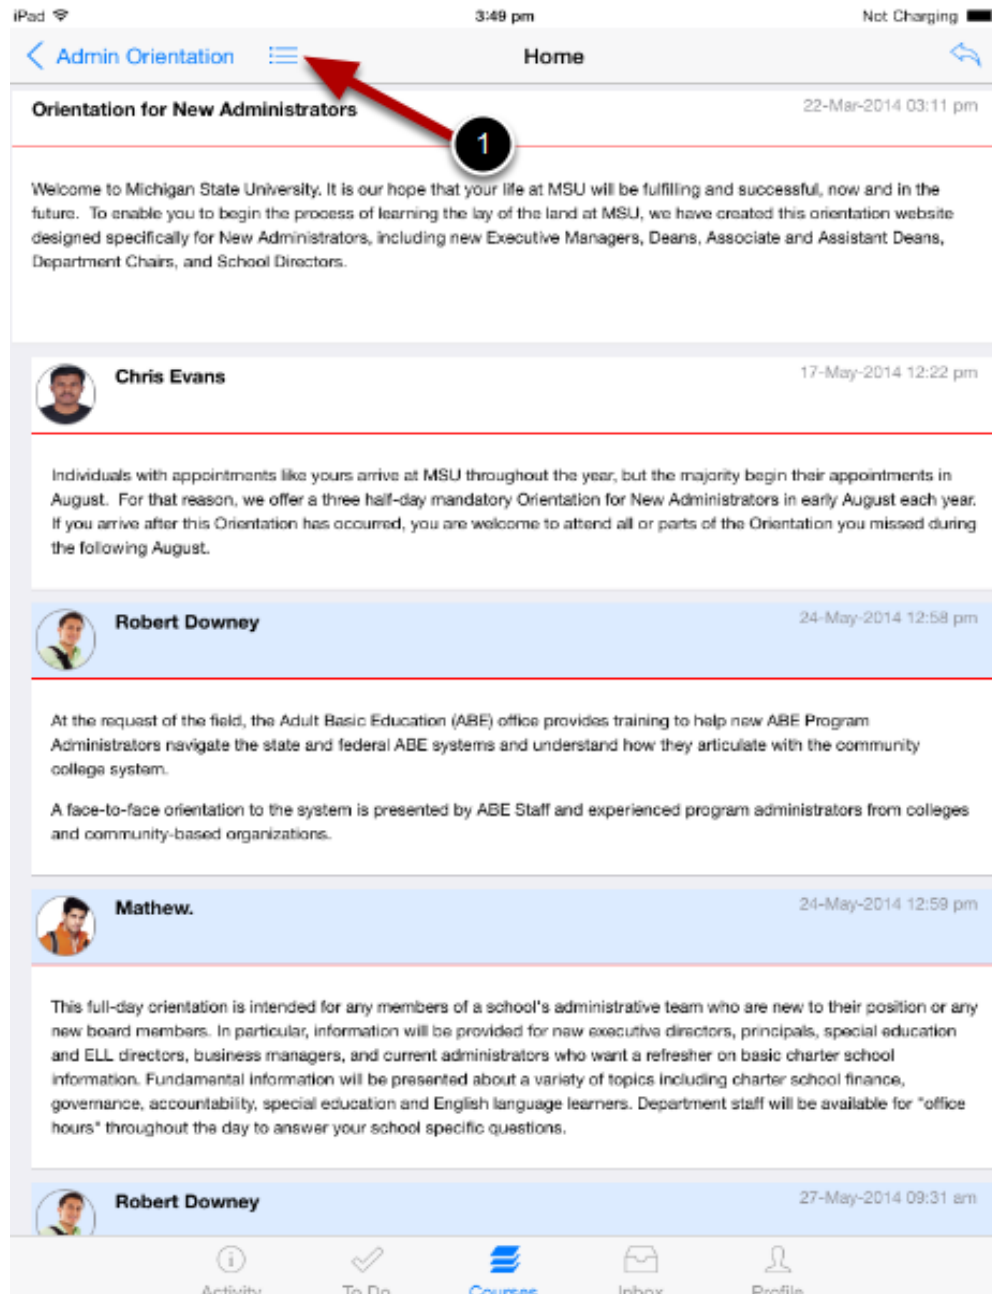 iPad 3:49 pm Not Charging
Admin Orientation Home
Orientation for New Administrators 22-Mar-2014 03:11 pm
1
Welcome to Michigan State University. It is our hope that your life at MSU will be fulfilling and successful, now and in the
future. To enable you to begin the process of learning the lay of the land at MSU, we have created this orientation website
designed specifically for New Administrators, including new Executive Managers, Deans, Associate and Assistant Deans,
Department Chairs, and School Directors.
Chris Evans 17-May-2014 12:22 pm
Individuals with appointments like yours arrive at MSU throughout the year, but the majority begin their appointments in
August. For that reason, we offer a three half-day mandatory Orientation for New Administrators in early August each year.
If you arrive after this Orientation has occurred, you are welcome to attend all or parts of the Orientation you missed during
the following August.
Robert Downey 24-May-2014 12:58 pm
At the request of the field, the Adult Basic Education (ABE) office provides training to help new ABE Program
Administrators navigate the state and federal ABE systems and understand how they articulate with the community
college system.
A face-to-face orientation to the system is presented by ABE Staff and experienced program administrators from colleges
and community-based organizations.
Mathew. 24-May-2014 12:59 pm
This full-day orientation is intended for any members of a school's administrative team who are new to their position or any
new board members. In particular, information will be provided for new executive directors, principals, special education
and ELL directors, business managers, and current administrators who want a refresher on basic charter school
information. Fundamental information will be presented about a variety of topics including charter school finance,
governance, accountability, special education and English language learners. Department staff will be available for "office
hours" throughout the day to answer your school specific questions.
Robert Downey 27-May-2014 09:31 am
Activity To Do Courses Inbox Profile